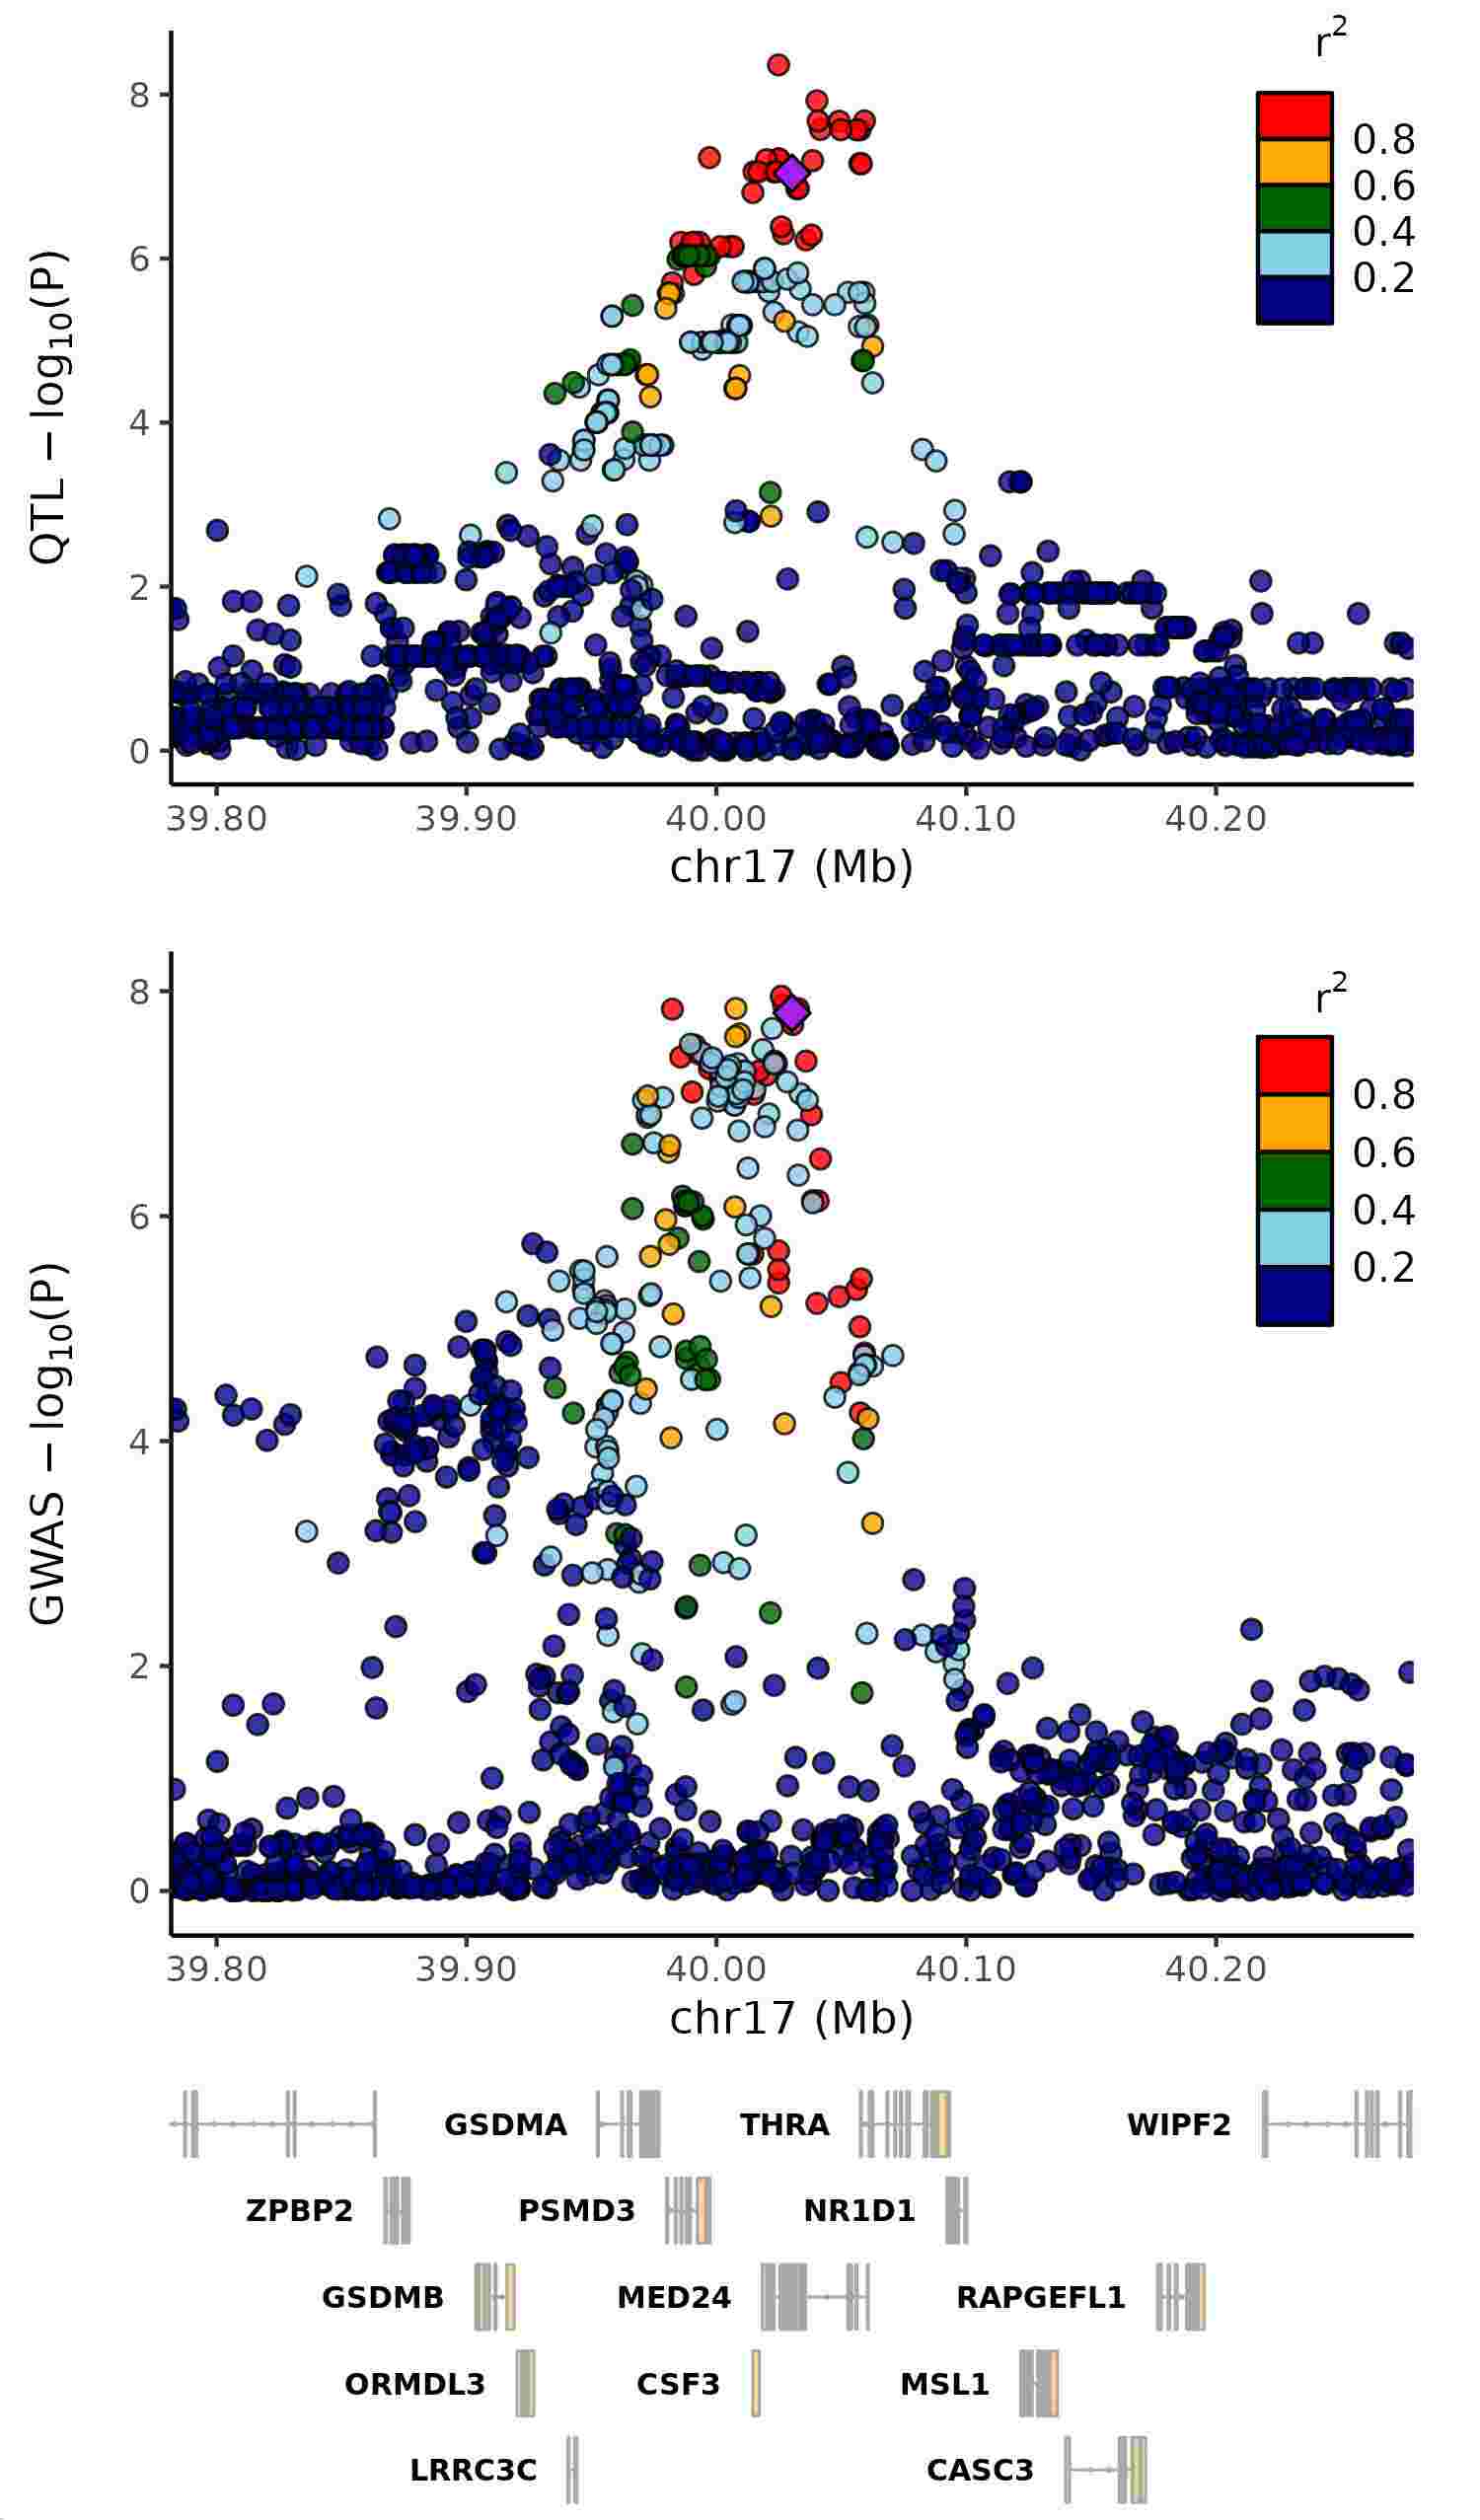 r2
8
6
4
2
0
QTL − log10(P)
0.8
0.6
0.4
0.2
39.80 39.90 40.00 40.10 40.20
chr17 (Mb)
r2
8
6
4
2
0
GWAS − log10(P)
0.8
0.6
0.4
0.2
39.80 39.90 40.00 40.10 40.20
chr17 (Mb)
GSDMA THRA WIPF2
ZPBP2 PSMD3 NR1D1
GSDMB MED24 RAPGEFL1
ORMDL3 CSF3 MSL1
LRRC3C CASC3